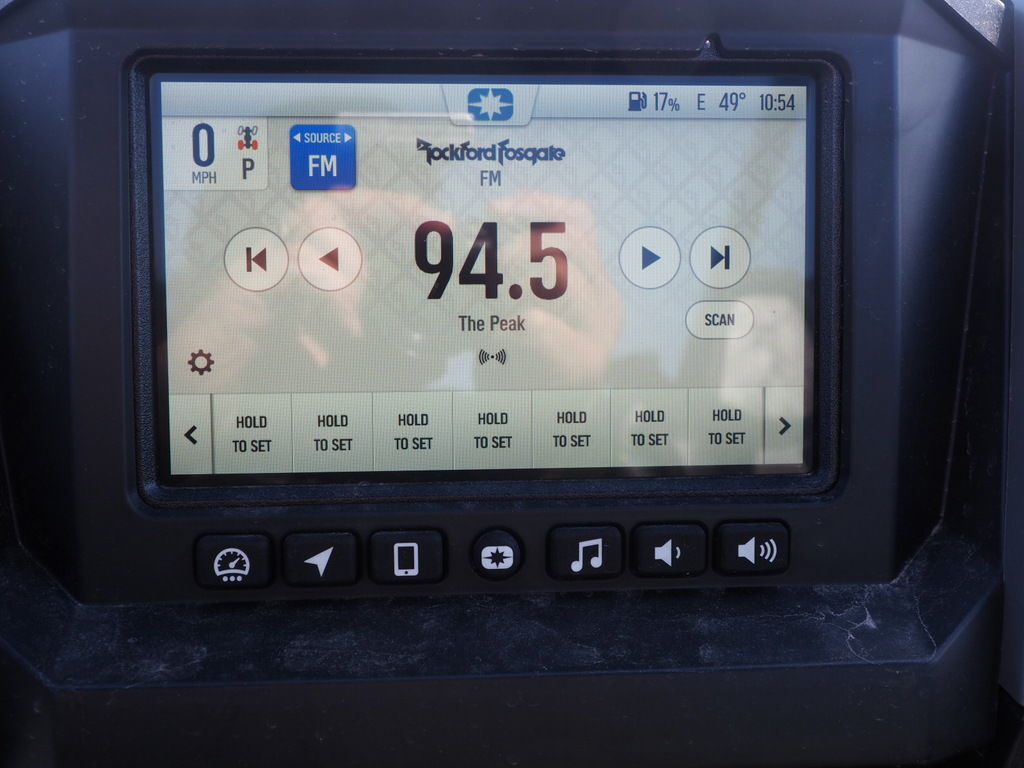 17% E 49° 10:54
0
MPH
P
SOURCE
FM
Rockford Fosgate
FM
94.5
The Peak
SCAN
HOLD TO SET
HOLD TO SET
HOLD TO SET
HOLD TO SET
HOLD TO SET
HOLD TO SET
HOLD TO SET